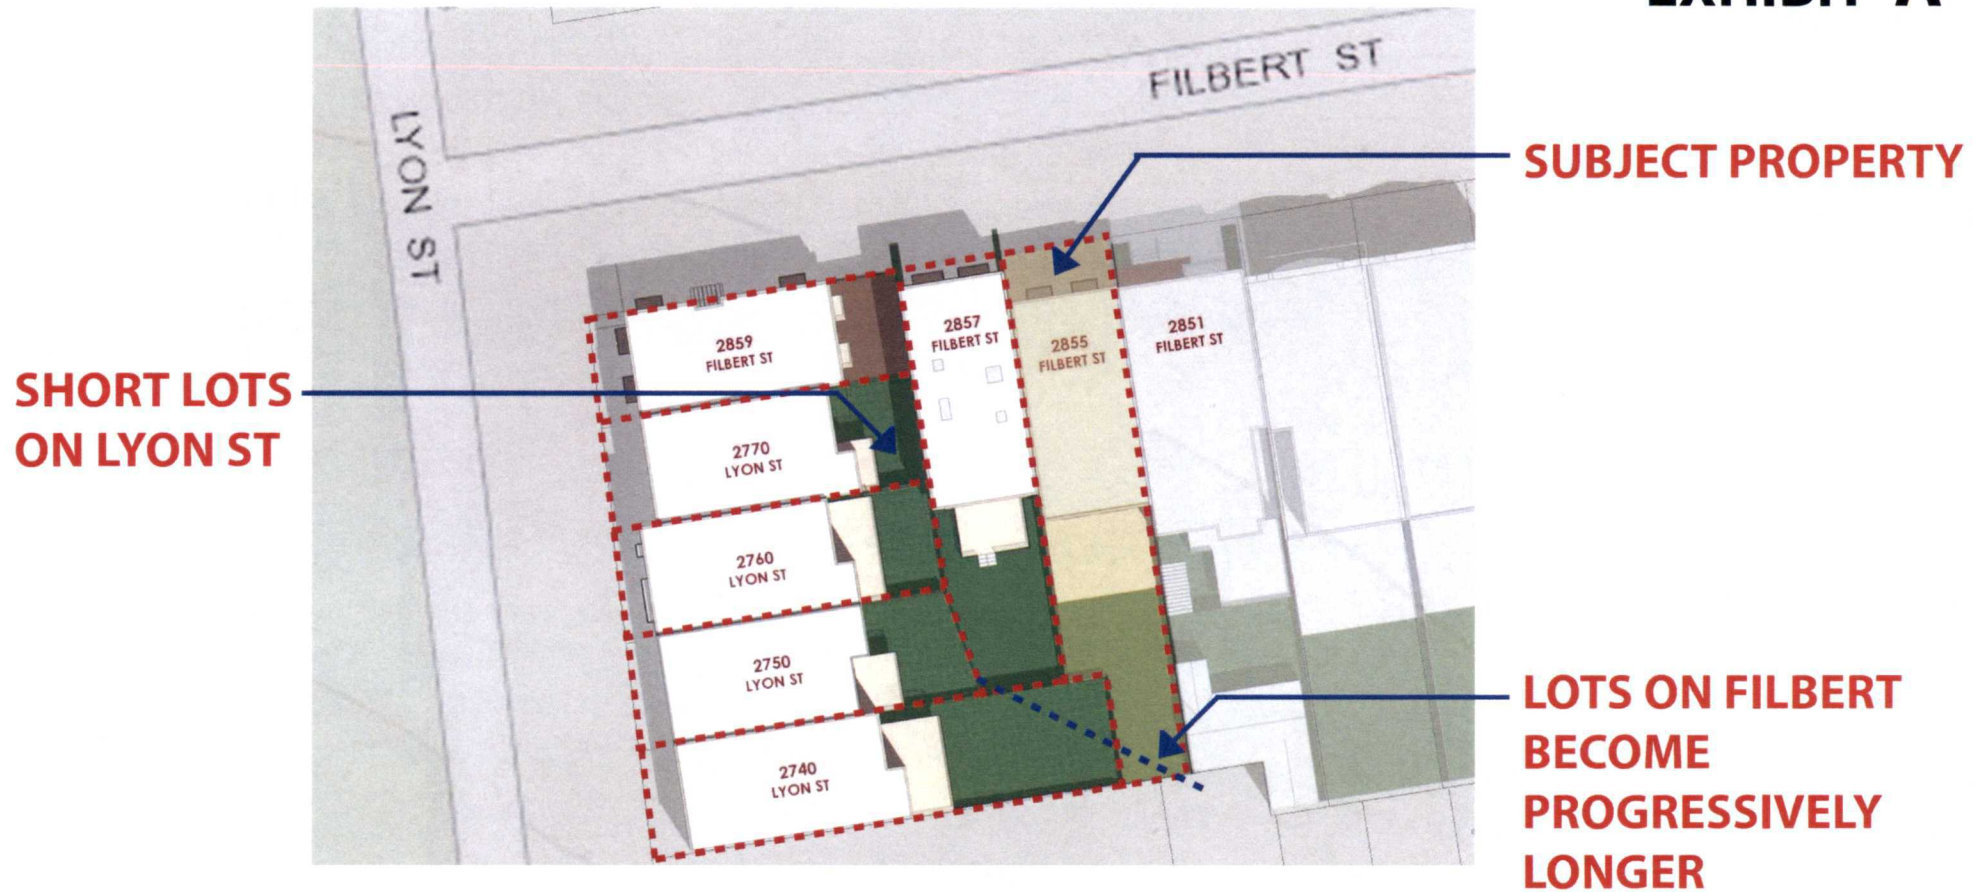 EXHIBIT A
FILBERT ST
LYON ST
SUBJECT PROPERTY
SHORT LOTS
ON LYON ST
2859
FILBERT ST
2857
FILBERT ST
2855
FILBERT ST
2851
FILBERT ST
2770
LYON ST
2760
LYON ST
2750
LYON ST
2740
LYON ST
LOTS ON FILBERT
BECOME
PROGRESSIVELY
LONGER